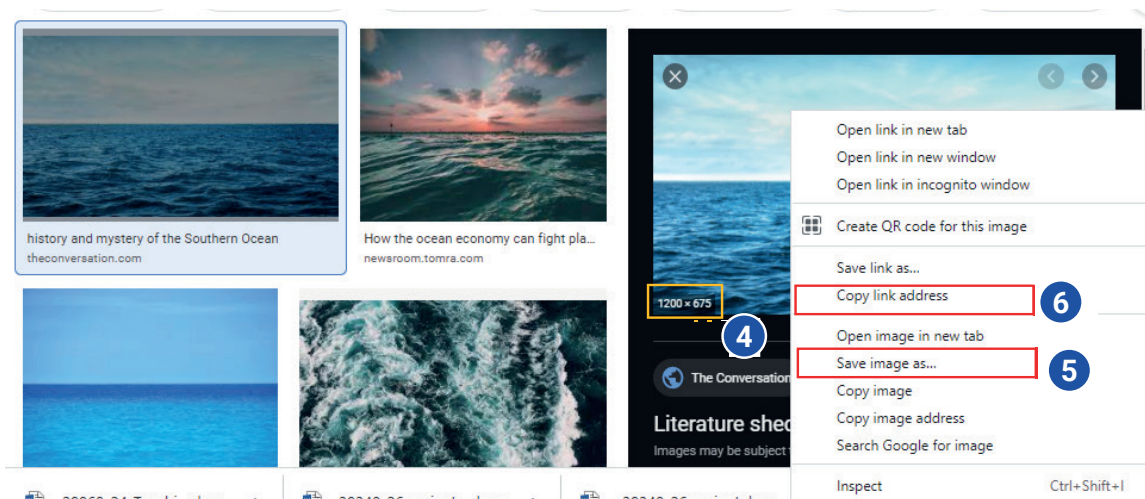 history and mystery of the Southern Ocean
theconversation.com
How the ocean economy can fight pla...
newsroom.tomra.com
1200 × 675
4
The Conversation
Literature shed
Images may be subject
Open link in new tab
Open link in new window
Open link in incognito window
Create QR code for this image
Save link as...
Copy link address
6
Open image in new tab
Save image as...
5
Copy image
Copy image address
Search Google for image
Inspect Ctrl+Shift+I